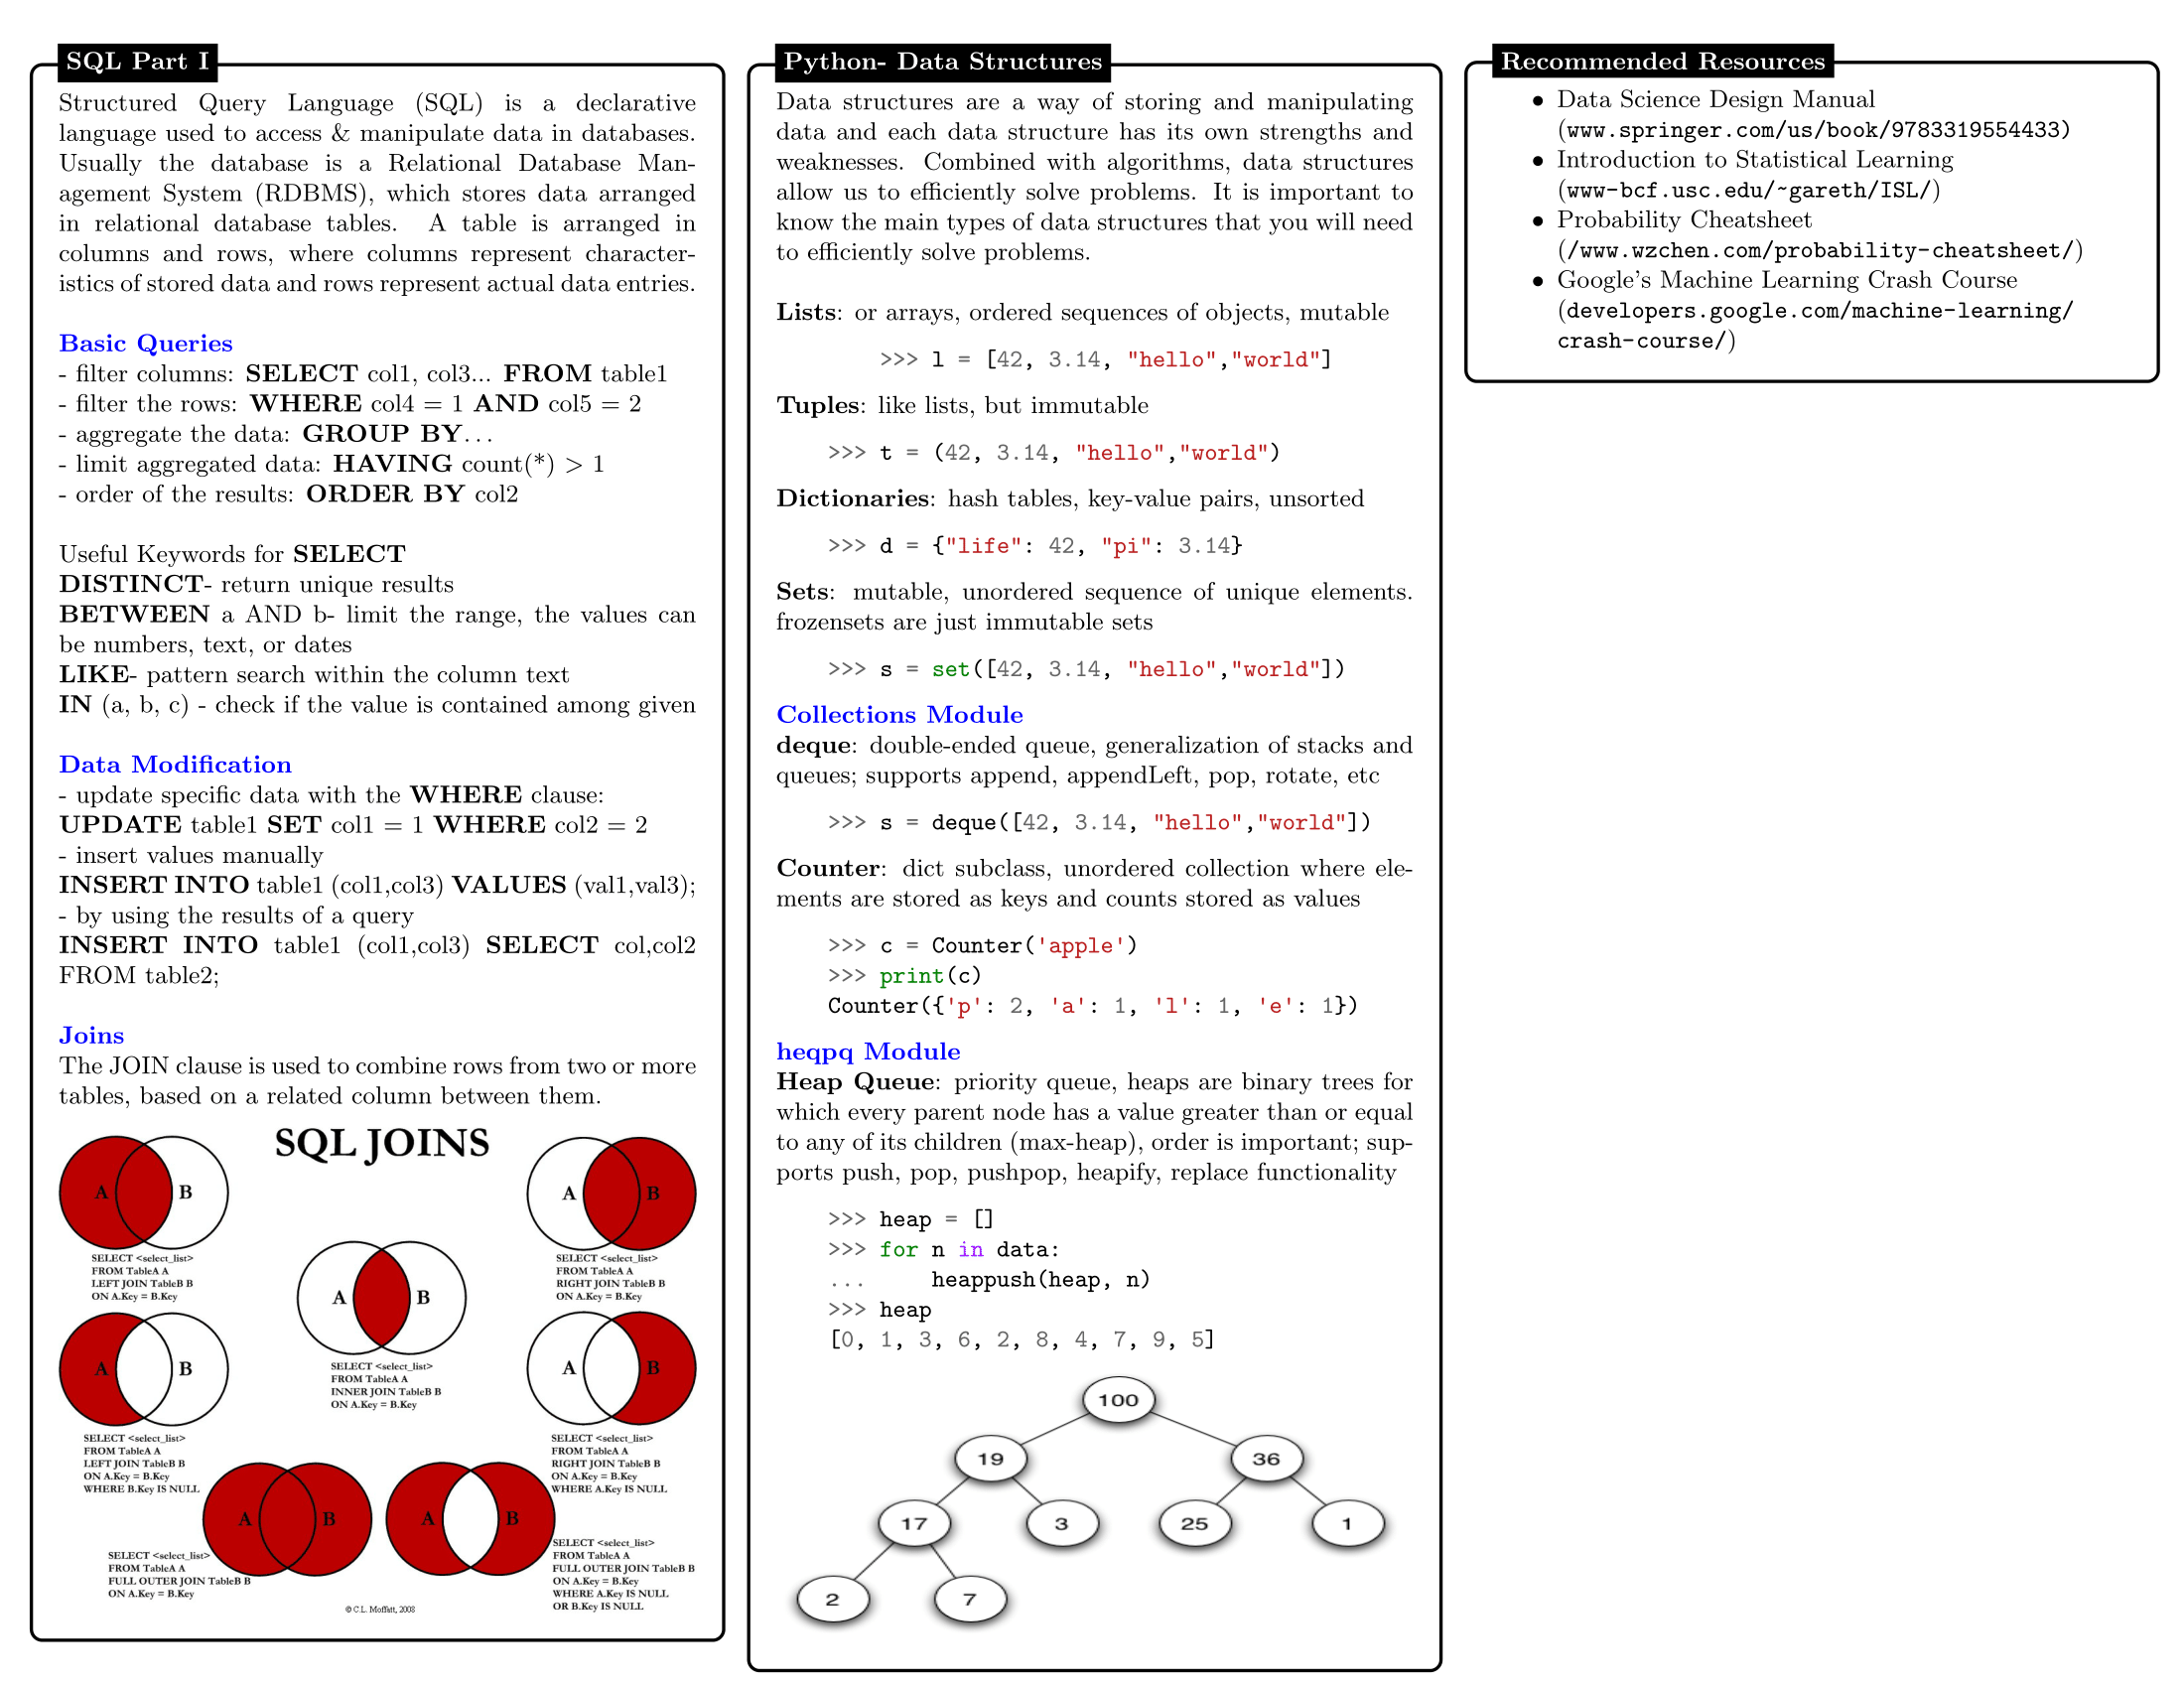 SQL Part I
Structured Query Language (SQL) is a declarative
language used to access & manipulate data in databases.
Usually the database is a Relational Database Man-
agement System (RDBMS), which stores data arranged
in relational database tables. A table is arranged in
columns and rows, where columns represent character-
istics of stored data and rows represent actual data entries.
Basic Queries
- filter columns: SELECT col1, col3... FROM table1
- filter the rows: WHERE col4 = 1 AND col5 = 2
- aggregate the data: GROUP BY...
- limit aggregated data: HAVING count(*) > 1
- order of the results: ORDER BY col2
Useful Keywords for SELECT
DISTINCT- return unique results
BETWEEN a AND b- limit the range, the values can
be numbers, text, or dates
LIKE- pattern search within the column text
IN (a, b, c) - check if the value is contained among given
Data Modification
- update specific data with the WHERE clause:
UPDATE table1 SET col1 = 1 WHERE col2 = 2
- insert values manually
INSERT INTO table1 (col1,col3) VALUES (val1,val3);
- by using the results of a query
INSERT INTO table1 (col1,col3) SELECT col,col2
FROM table2;
Joins
The JOIN clause is used to combine rows from two or more
tables, based on a related column between them.
SQL JOINS
A B
SELECT <select_list>
FROM TableA A
LEFT JOIN TableB B
ON A.Key = B.Key
A B
SELECT <select_list>
FROM TableA A
RIGHT JOIN TableB B
ON A.Key = B.Key
A B
SELECT <select_list>
FROM TableA A
INNER JOIN TableB B
ON A.Key = B.Key
A B
SELECT <select_list>
FROM TableA A
LEFT JOIN TableB B
ON A.Key = B.Key
WHERE B.Key IS NULL
A B
SELECT <select_list>
FROM TableA A
RIGHT JOIN TableB B
ON A.Key = B.Key
WHERE A.Key IS NULL
A B
SELECT <select_list>
FROM TableA A
FULL OUTER JOIN TableB B
ON A.Key = B.Key
A B
SELECT <select_list>
FROM TableA A
FULL OUTER JOIN TableB B
ON A.Key = B.Key
WHERE A.Key IS NULL
OR B.Key IS NULL
© C.L. Moffatt, 2008
Python- Data Structures
Data structures are a way of storing and manipulating
data and each data structure has its own strengths and
weaknesses. Combined with algorithms, data structures
allow us to efficiently solve problems. It is important to
know the main types of data structures that you will need
to efficiently solve problems.
Lists: or arrays, ordered sequences of objects, mutable
>>> l = [42, 3.14, "hello","world"]
Tuples: like lists, but immutable
>>> t = (42, 3.14, "hello","world")
Dictionaries: hash tables, key-value pairs, unsorted
>>> d = {"life": 42, "pi": 3.14}
Sets: mutable, unordered sequence of unique elements.
frozensets are just immutable sets
>>> s = set([42, 3.14, "hello","world"])
Collections Module
deque: double-ended queue, generalization of stacks and
queues; supports append, appendLeft, pop, rotate, etc
>>> s = deque([42, 3.14, "hello","world"])
Counter: dict subclass, unordered collection where ele-
ments are stored as keys and counts stored as values
>>> c = Counter('apple')
>>> print(c)
Counter({'p': 2, 'a': 1, 'l': 1, 'e': 1})
heqpq Module
Heap Queue: priority queue, heaps are binary trees for
which every parent node has a value greater than or equal
to any of its children (max-heap), order is important; sup-
ports push, pop, pushpop, heapify, replace functionality
>>> heap = []
>>> for n in data:
... heappush(heap, n)
>>> heap
[0, 1, 3, 6, 2, 8, 4, 7, 9, 5]
100
19 36
17 3 25 1
2 7
Recommended Resources
• Data Science Design Manual
(www.springer.com/us/book/9783319554433)
• Introduction to Statistical Learning
(www-bcf.usc.edu/~gareth/ISL/)
• Probability Cheatsheet
(/www.wzchen.com/probability-cheatsheet/)
• Google's Machine Learning Crash Course
(developers.google.com/machine-learning/
crash-course/)